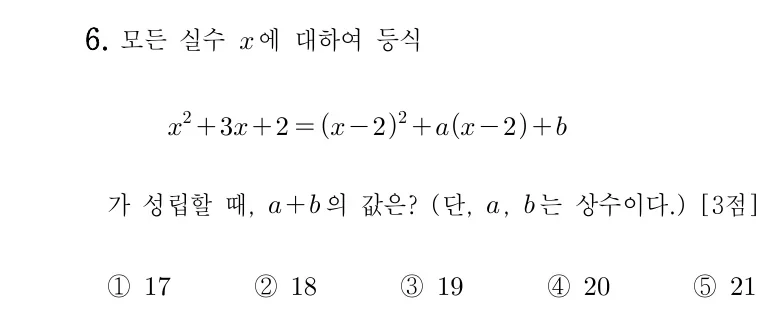 6. 모든 실수 x에 대하여 등식
x²+3x+2=(x-2)²+a(x-2)+b
가 성립할 때, a+b의 값은? (단, a, b는 상수이다.) [3점]
① 17 ② 18 ③ 19 ④ 20 ⑤ 21